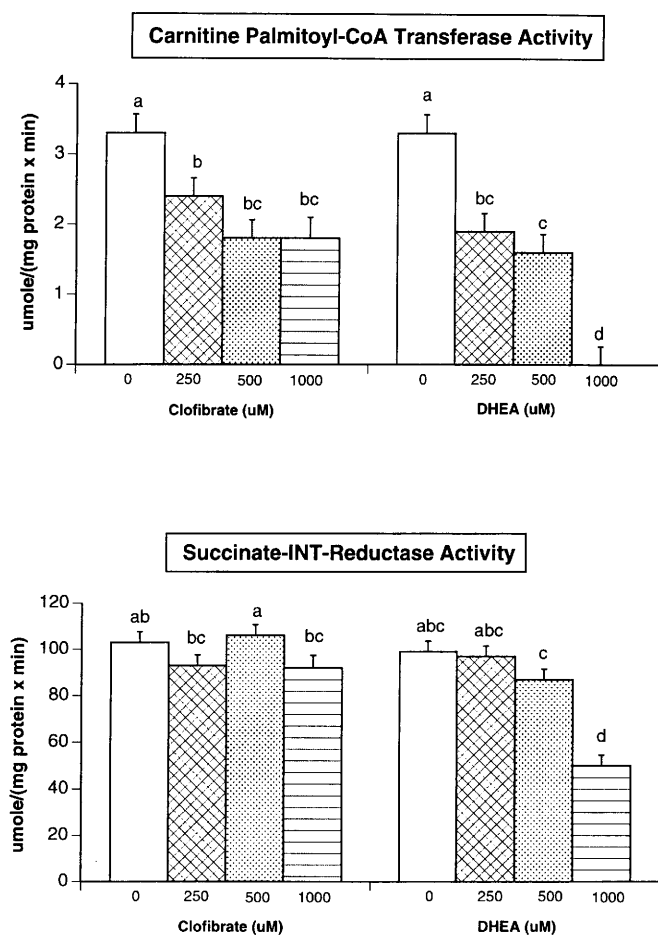 Carnitine Palmitoyl-CoA Transferase Activity
umole/(mg protein x min)
4
3
2
1
0
a
b
bc
bc
a
bc
c
d
0 250 500 1000 0 250 500 1000
Clofibrate (uM) DHEA (uM)
Succinate-INT-Reductase Activity
umole/(mg protein x min)
120
100
80
60
40
20
0
ab
bc
a
bc
abc
abc
c
d
0 250 500 1000 0 250 500 1000
Clofibrate (uM) DHEA (uM)